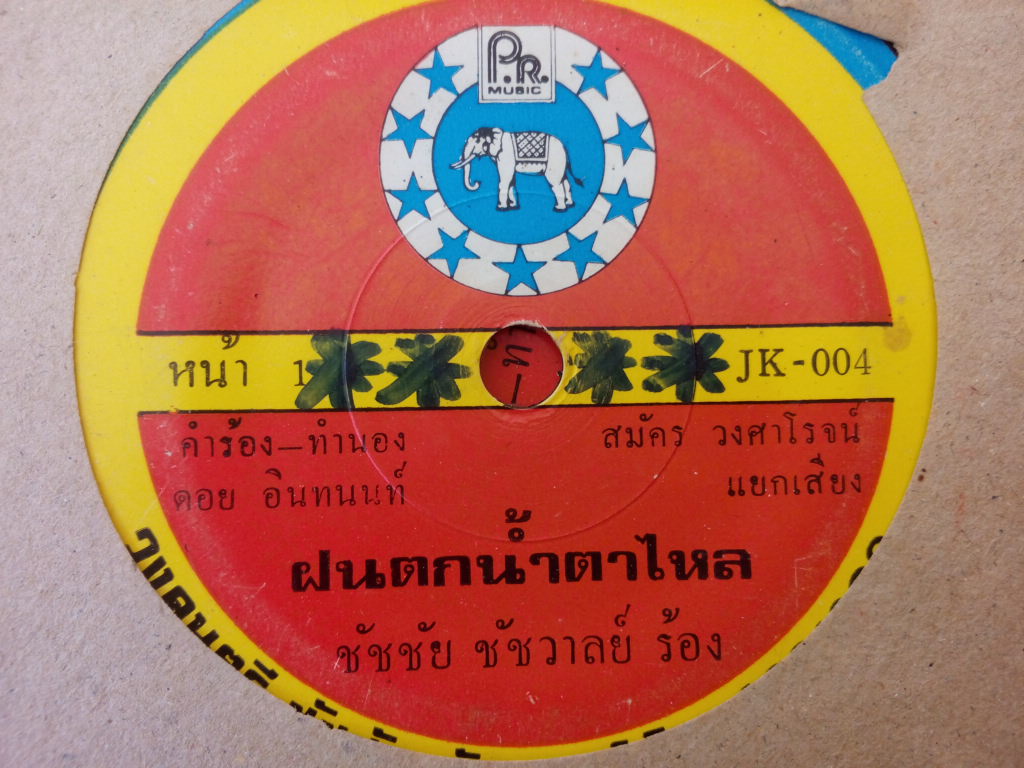 P.R.
MUSIC
หน้า 1
JK-004
คำร้อง—ทำนอง
ดอย อินทนนท์
สมัคร วงศาโรจน์
แยกเสียง
ฝนตกน้ำตาไหล
ชัชชัย ชัชวาลย์ ร้อง